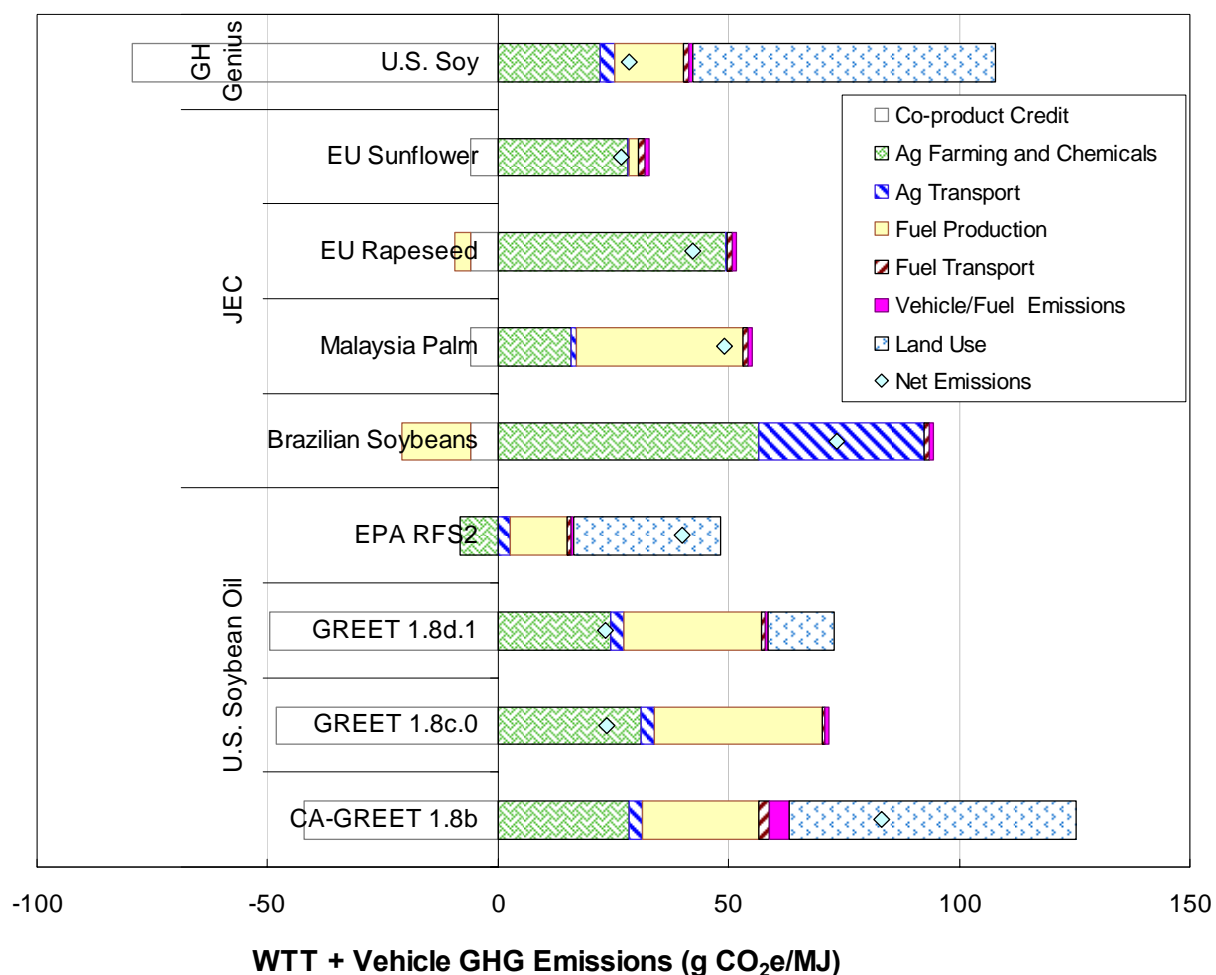 GH
Genius
U.S. Soy
JEC
EU Sunflower
EU Rapeseed
Malaysia Palm
Brazilian Soybeans
U.S. Soybean Oil
EPA RFS2
GREET 1.8d.1
GREET 1.8c.0
CA-GREET 1.8b
Co-product Credit
Ag Farming and Chemicals
Ag Transport
Fuel Production
Fuel Transport
Vehicle/Fuel Emissions
Land Use
Net Emissions
-100 -50 0 50 100 150
WTT + Vehicle GHG Emissions (g CO₂e/MJ)